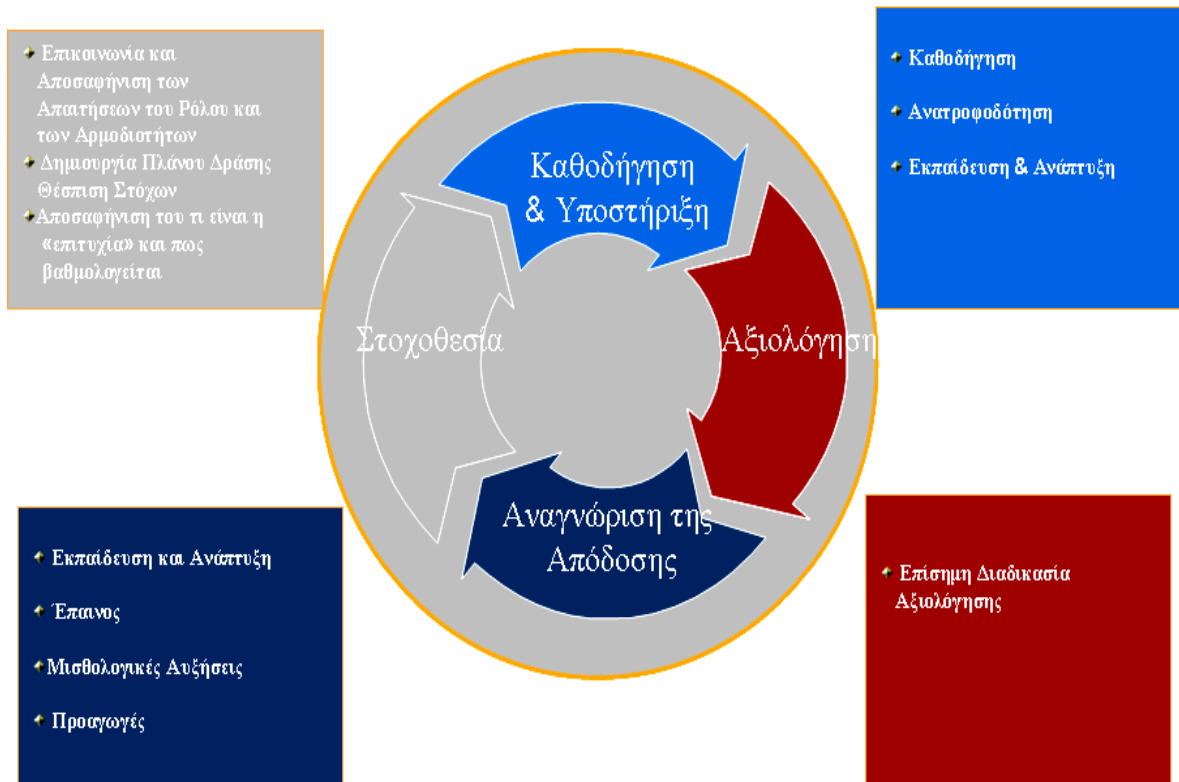 Επικοινωνία και
Αποσαφήνιση των
Απαιτήσεων του Ρόλου και
των Αρμοδιοτήτων
Δημιουργία Πλάνου Δράσης
Θέσπιση Στόχων
Αποσαφήνιση του τι είναι η
«επιτυχία» και πως
βαθμολογείται
Καθοδήγηση
& Υποστήριξη
Καθοδήγηση
Ανατροφοδότηση
Εκπαίδευση & Ανάπτυξη
Στοχοθεσία
Αξιολόγηση
Αναγνώριση της
Απόδοσης
Εκπαίδευση και Ανάπτυξη
Έπαινος
Μισθολογικές Αυξήσεις
Προαγωγές
Επίσημη Διαδικασία
Αξιολόγησης